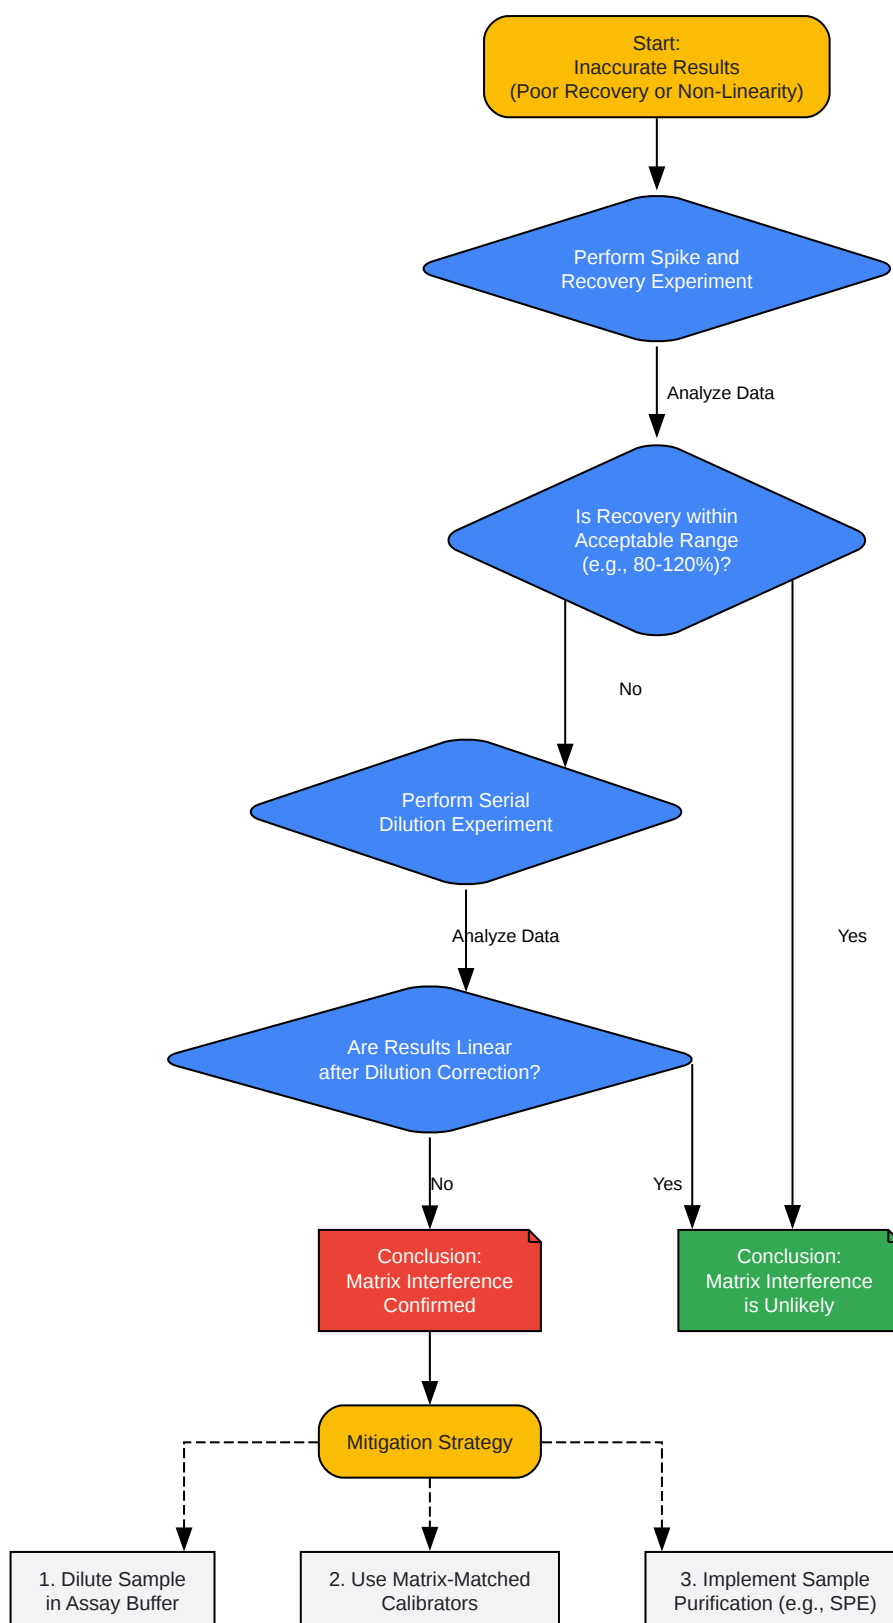 Start:
Inaccurate Results
(Poor Recovery or Non-Linearity)
Perform Spike and
Recovery Experiment
Analyze Data
Is Recovery within
Acceptable Range
(e.g., 80-120%)?
No
Perform Serial
Dilution Experiment
Analyze Data
Yes
Are Results Linear
after Dilution Correction?
No
Yes
Conclusion:
Matrix Interference
Confirmed
Conclusion:
Matrix Interference
is Unlikely
Mitigation Strategy
1. Dilute Sample
in Assay Buffer
2. Use Matrix-Matched
Calibrators
3. Implement Sample
Purification (e.g., SPE)